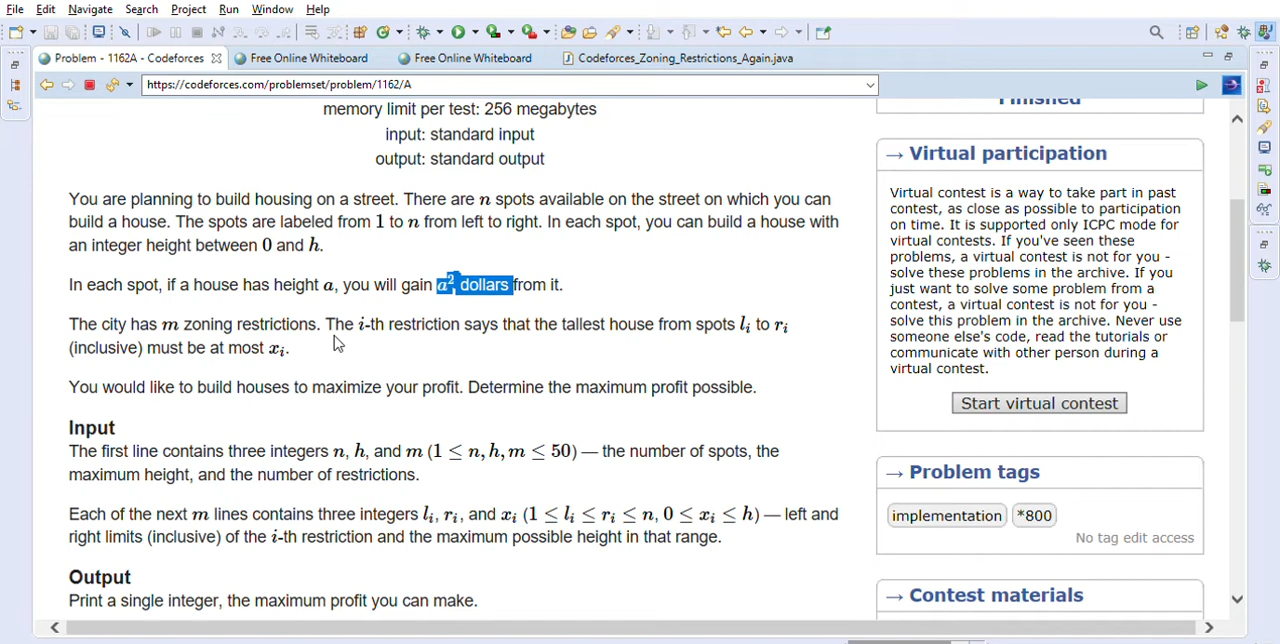 File Edit Navigate Search Project Run Window Help
Problem - 1162A - Codeforces Free Online Whiteboard Free Online Whiteboard Codeforces_Zoning_Restrictions_Again.java
https://codeforces.com/problemset/problem/1162/A
memory limit per test: 256 megabytes
input: standard input
output: standard output
You are planning to build housing on a street. There are n spots available on the street on which you can
build a house. The spots are labeled from 1 to n from left to right. In each spot, you can build a house with
an integer height between 0 and h.
In each spot, if a house has height a, you will gain a² dollars from it.
The city has m zoning restrictions. The i-th restriction says that the tallest house from spots lᵢ to rᵢ
(inclusive) must be at most xᵢ.
You would like to build houses to maximize your profit. Determine the maximum profit possible.
Input
The first line contains three integers n, h, and m (1 ≤ n, h, m ≤ 50) — the number of spots, the
maximum height, and the number of restrictions.
Each of the next m lines contains three integers lᵢ, rᵢ, and xᵢ (1 ≤ lᵢ ≤ rᵢ ≤ n, 0 ≤ xᵢ ≤ h) — left and
right limits (inclusive) of the i-th restriction and the maximum possible height in that range.
Output
Print a single integer, the maximum profit you can make.
Finished
→ Virtual participation
Virtual contest is a way to take part in past
contest, as close as possible to participation
on time. It is supported only ICPC mode for
virtual contests. If you've seen these
problems, a virtual contest is not for you -
solve these problems in the archive. If you
just want to solve some problem from a
contest, a virtual contest is not for you -
solve this problem in the archive. Never use
someone else's code, read the tutorials or
communicate with other person during a
virtual contest.
Start virtual contest
→ Problem tags
implementation *800
No tag edit access
→ Contest materials